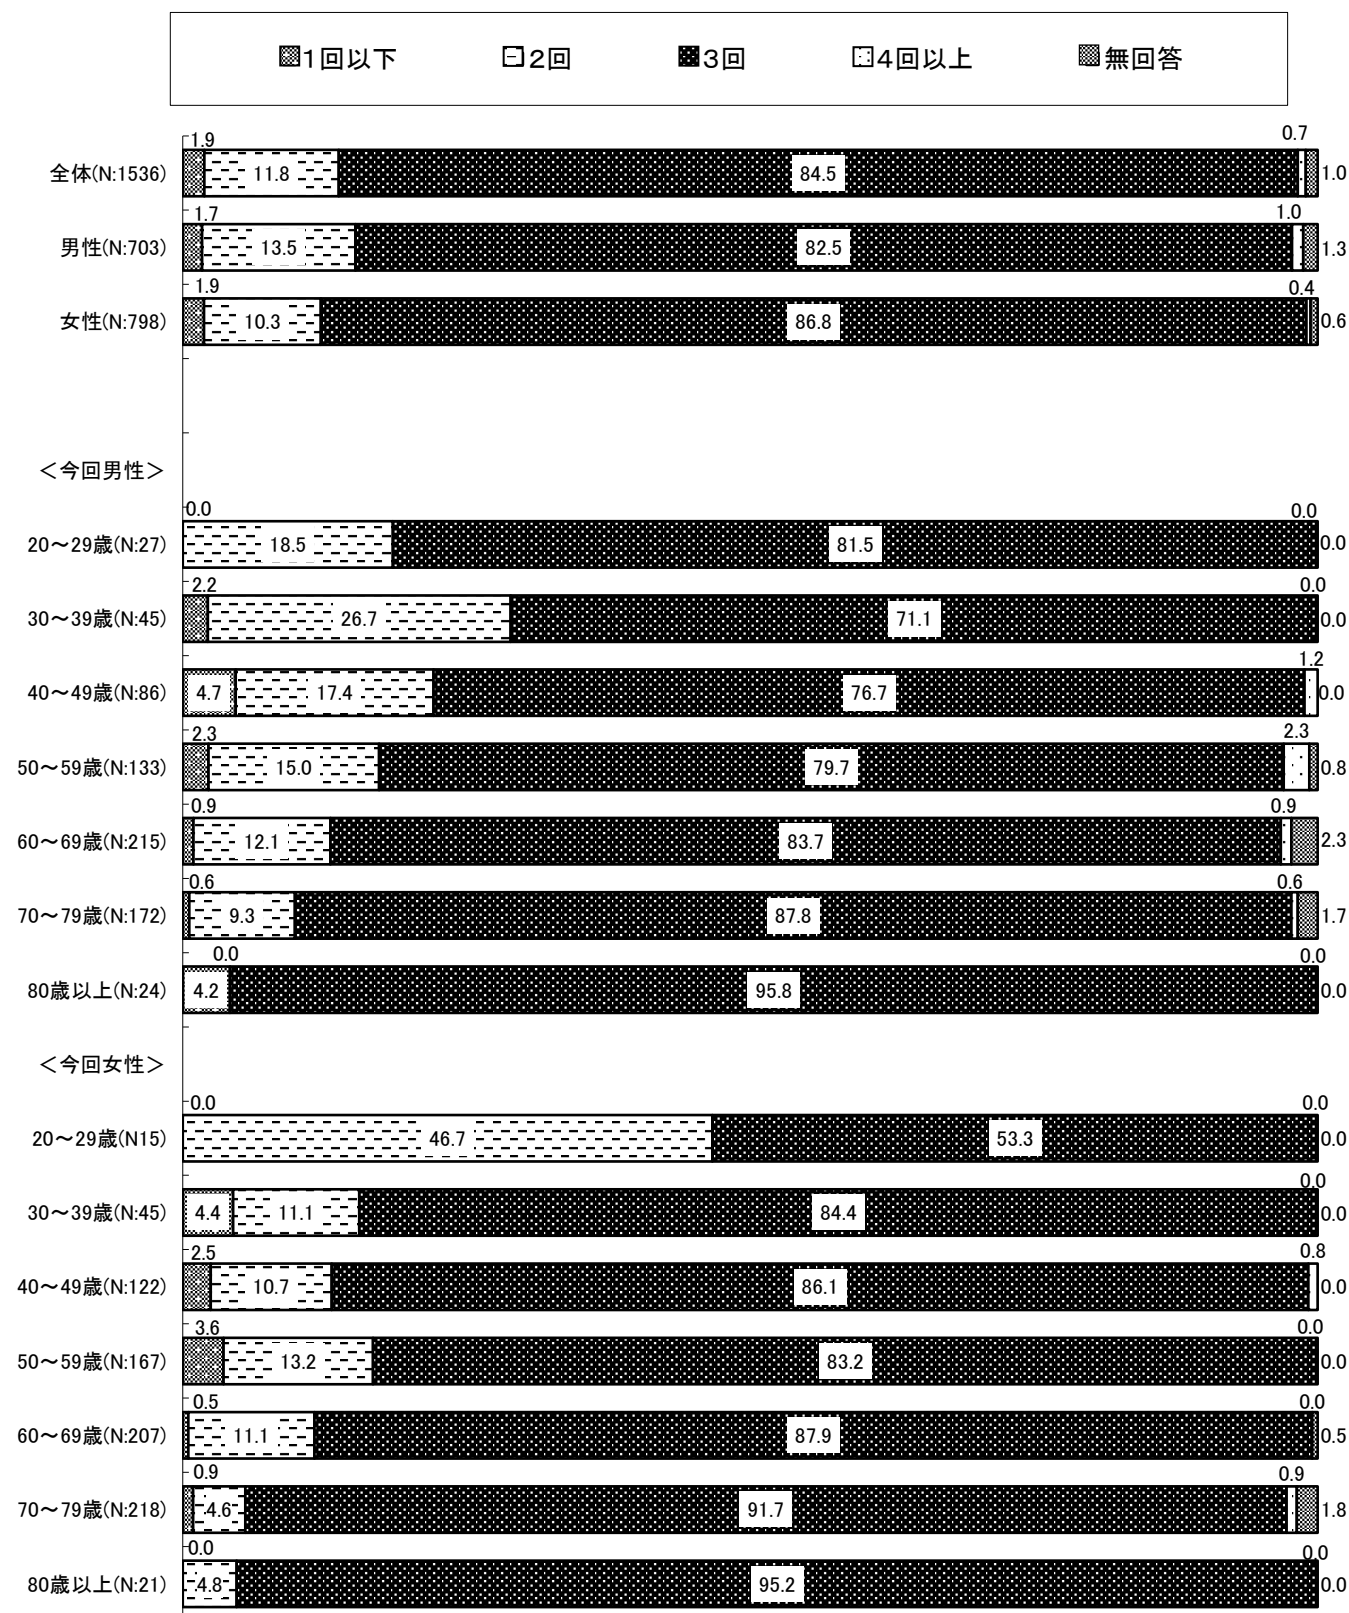 1回以下 2回 3回 4回以上 無回答
1.9 0.7
全体(N:1536) 11.8 84.5 1.0
1.7 1.0
男性(N:703) 13.5 82.5 1.3
1.9 0.4
女性(N:798) 10.3 86.8 0.6
＜今回男性＞
0.0 0.0
20～29歳(N:27) 18.5 81.5 0.0
2.2 0.0
30～39歳(N:45) 26.7 71.1 0.0
1.2
40～49歳(N:86) 4.7 17.4 76.7 0.0
2.3 2.3
50～59歳(N:133) 15.0 79.7 0.8
0.9 0.9
60～69歳(N:215) 12.1 83.7 2.3
0.6 0.6
70～79歳(N:172) 9.3 87.8 1.7
0.0 0.0
80歳以上(N:24) 4.2 95.8 0.0
＜今回女性＞
0.0 0.0
20～29歳(N15) 46.7 53.3 0.0
0.0
30～39歳(N:45) 4.4 11.1 84.4 0.0
2.5 0.8
40～49歳(N:122) 10.7 86.1 0.0
3.6 0.0
50～59歳(N:167) 13.2 83.2 0.0
0.5 0.0
60～69歳(N:207) 11.1 87.9 0.5
0.9 0.9
70～79歳(N:218) 4.6 91.7 1.8
0.0 0.0
80歳以上(N:21) 4.8 95.2 0.0